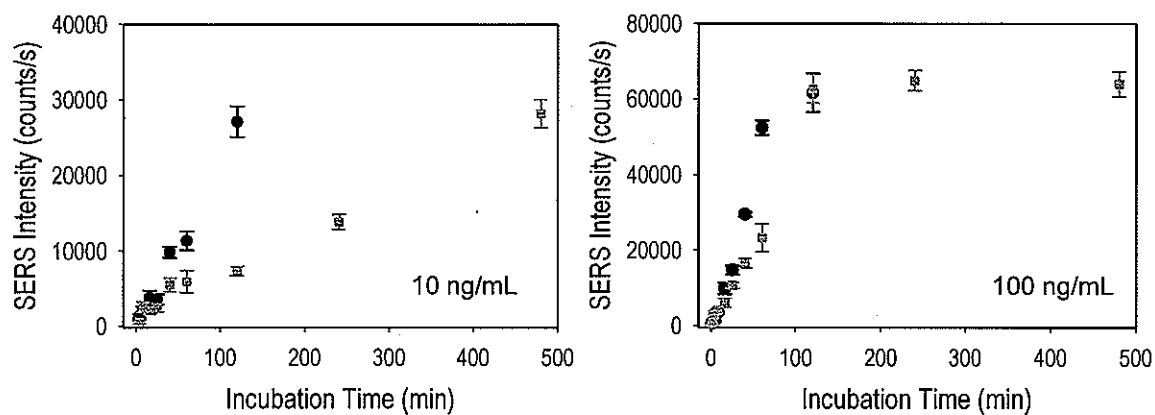 SERS Intensity (counts/s)
40000
30000
20000
10000
0
10 ng/mL
0 100 200 300 400 500
Incubation Time (min)
SERS Intensity (counts/s)
80000
60000
40000
20000
0
100 ng/mL
0 100 200 300 400 500
Incubation Time (min)